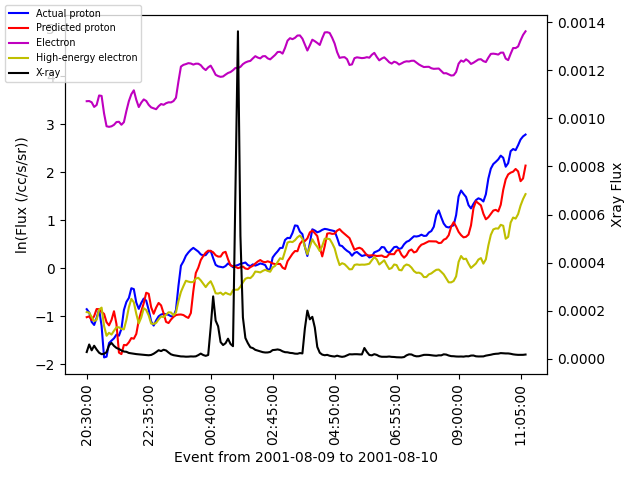 Actual proton
Predicted proton
Electron
High-energy electron
X-ray
ln(Flux (/cc/s/sr))
3
2
1
0
−1
−2
0.0014
0.0012
0.0010
0.0008
0.0006
0.0004
0.0002
0.0000
Xray Flux
20:30:00
22:35:00
00:40:00
02:45:00
04:50:00
06:55:00
09:00:00
11:05:00
Event from 2001-08-09 to 2001-08-10